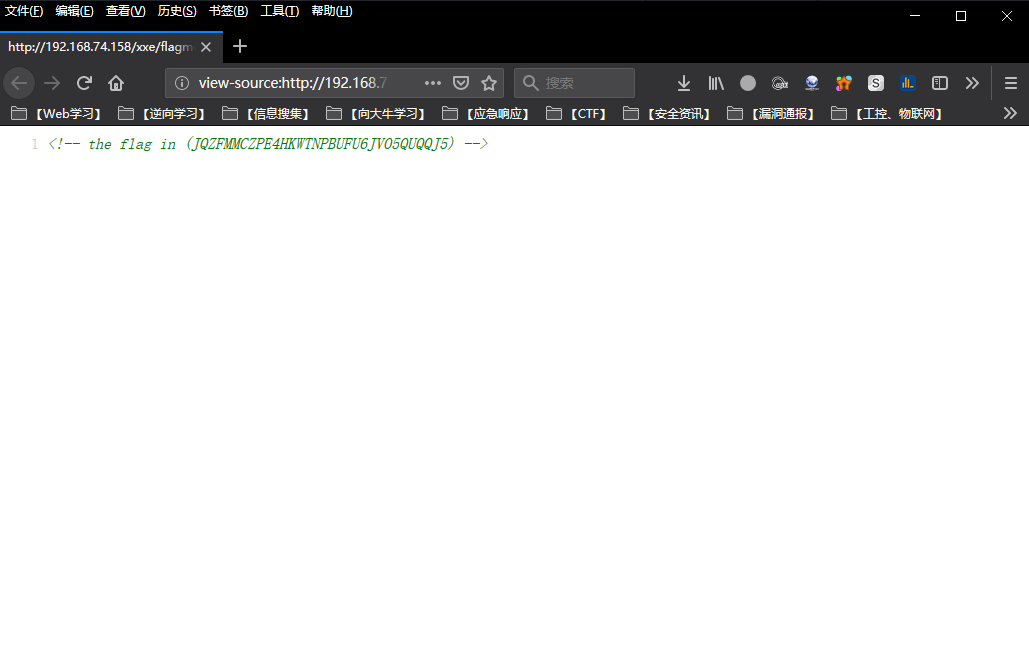 文件(F) 编辑(E) 查看(V) 历史(S) 书签(B) 工具(T) 帮助(H)
http://192.168.74.158/xxe/flagm
view-source:http://192.168.7 搜索
【Web学习】 【逆向学习】 【信息搜集】 【向大牛学习】 【应急响应】 【CTF】 【安全资讯】 【漏洞通报】 【工控、物联网】
1 <!-- the flag in (JQZFMMCZPE4HKWTNPBUFU6JVO5QUQQJ5) -->